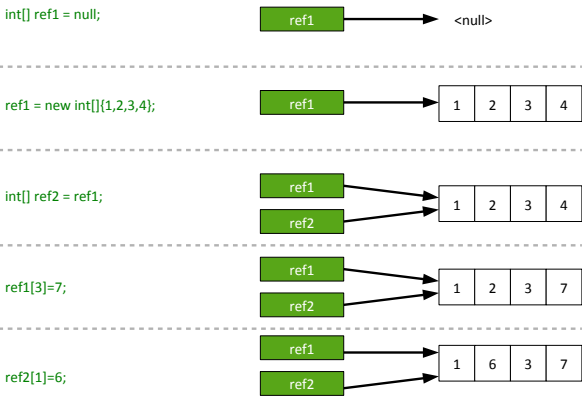 int[] ref1 = null;
ref1
<null>
ref1 = new int[]{1,2,3,4};
ref1
1 2 3 4
int[] ref2 = ref1;
ref1
ref2
1 2 3 4
ref1[3]=7;
ref1
ref2
1 2 3 7
ref2[1]=6;
ref1
ref2
1 6 3 7